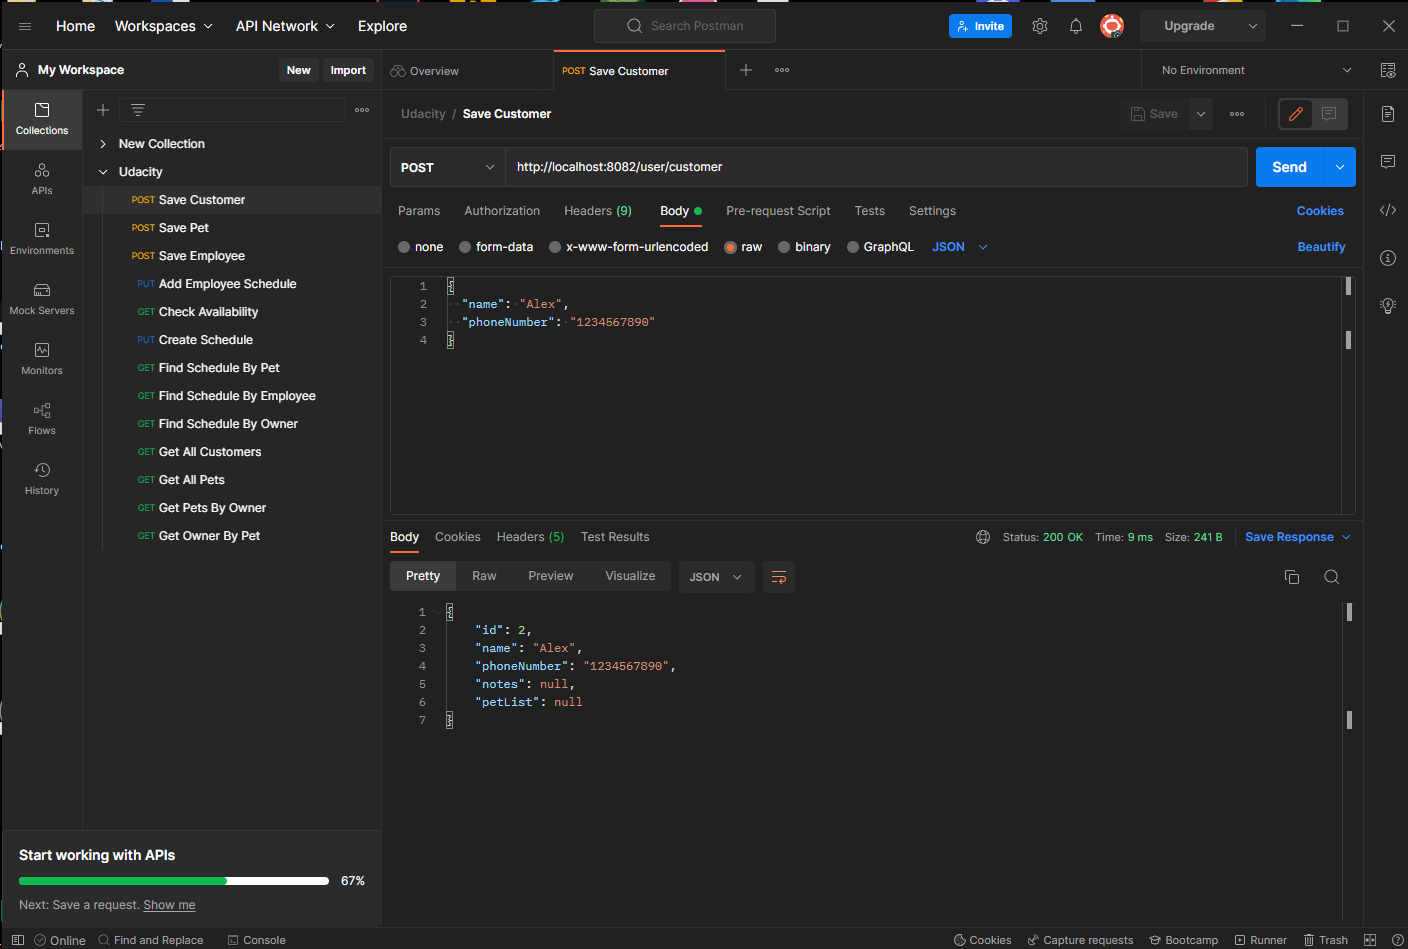 Home Workspaces API Network Explore Search Postman Invite Upgrade
My Workspace New Import Overview POST Save Customer No Environment
Collections
APIs
Environments
Mock Servers
Monitors
Flows
History
New Collection
Udacity
POST Save Customer
POST Save Pet
POST Save Employee
PUT Add Employee Schedule
GET Check Availability
PUT Create Schedule
GET Find Schedule By Pet
GET Find Schedule By Employee
GET Find Schedule By Owner
GET Get All Customers
GET Get All Pets
GET Get Pets By Owner
GET Get Owner By Pet
Start working with APIs
67%
Next: Save a request. Show me
Udacity / Save Customer Save
POST http://localhost:8082/user/customer Send
Params Authorization Headers (9) Body Pre-request Script Tests Settings Cookies
none form-data x-www-form-urlencoded raw binary GraphQL JSON Beautify
1 {
2 "name": "Alex",
3 "phoneNumber": "1234567890"
4 }
Body Cookies Headers (5) Test Results Status: 200 OK Time: 9 ms Size: 241 B Save Response
Pretty Raw Preview Visualize JSON
1 {
2 "id": 2,
3 "name": "Alex",
4 "phoneNumber": "1234567890",
5 "notes": null,
6 "petList": null
7 }
Online Find and Replace Console Cookies Capture requests Bootcamp Runner Trash